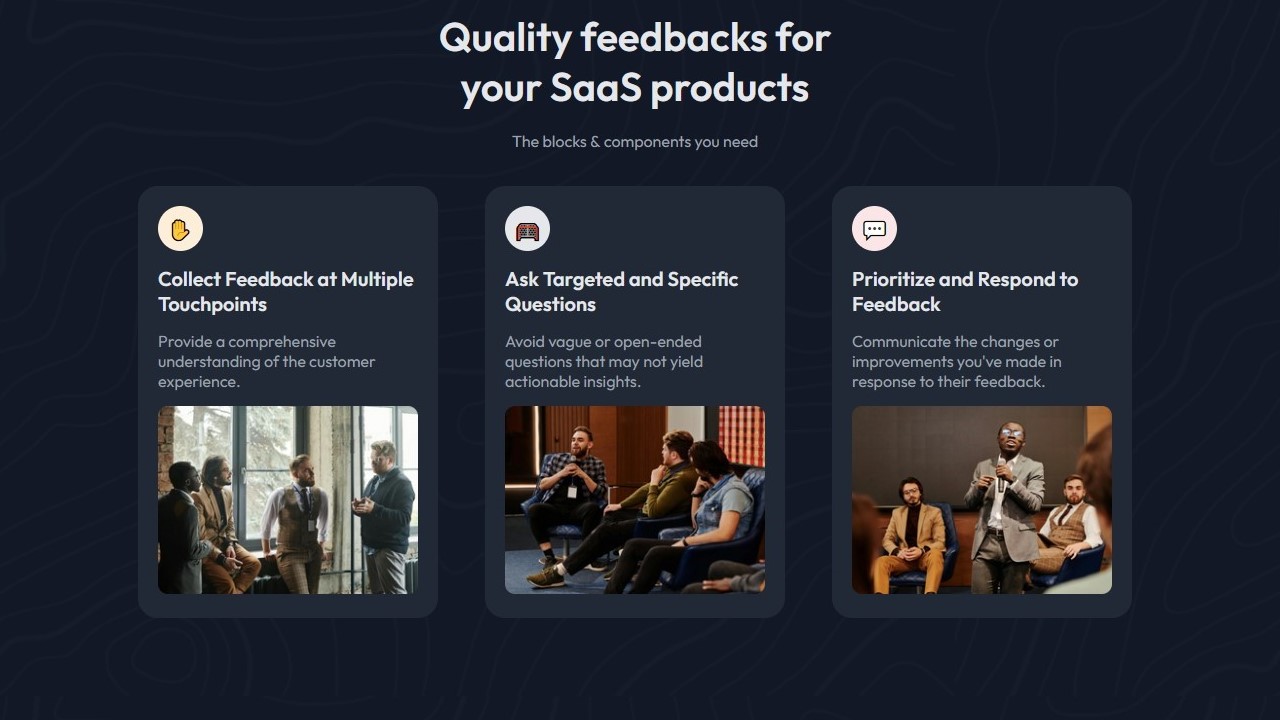 Quality feedbacks for
your SaaS products
The blocks & components you need
Collect Feedback at Multiple
Touchpoints
Provide a comprehensive
understanding of the customer
experience.
Ask Targeted and Specific
Questions
Avoid vague or open-ended
questions that may not yield
actionable insights.
Prioritize and Respond to
Feedback
Communicate the changes or
improvements you've made in
response to their feedback.